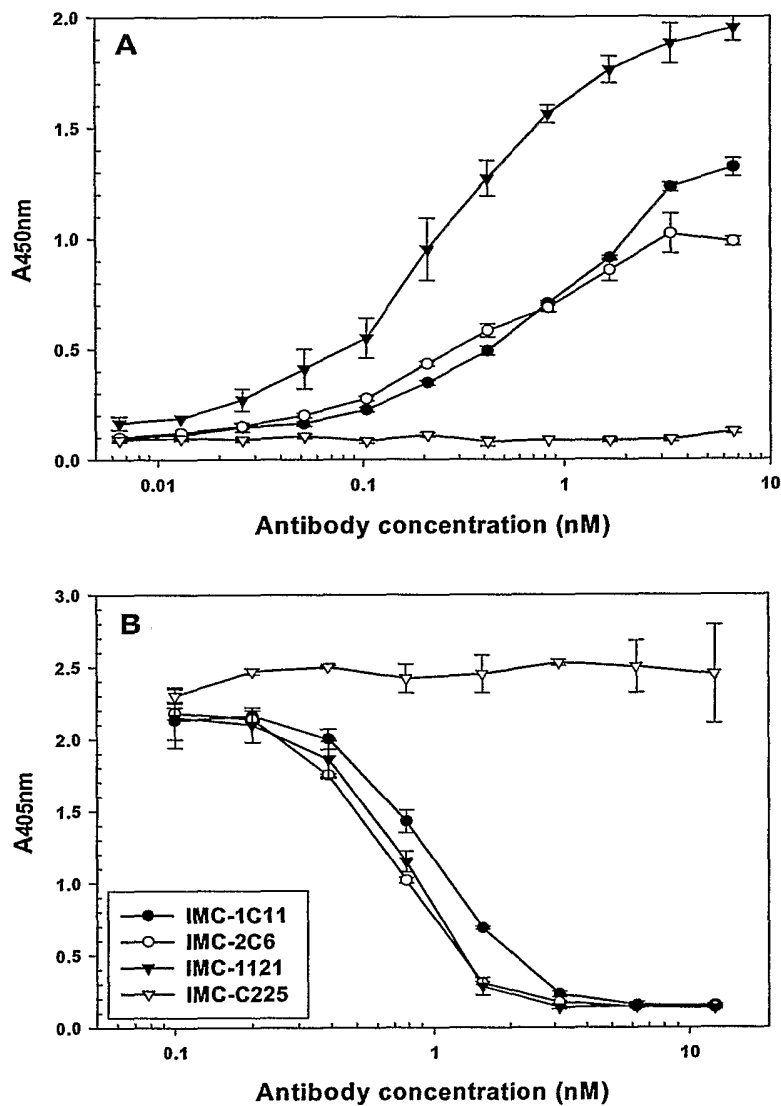 A
2.0
1.5
1.0
0.5
0.0
A450nm
0.01
0.1
1
10
Antibody concentration (nM)
B
3.0
2.5
2.0
1.5
1.0
0.5
0.0
A405nm
IMC-1C11
IMC-2C6
IMC-1121
IMC-C225
0.1
1
10
Antibody concentration (nM)